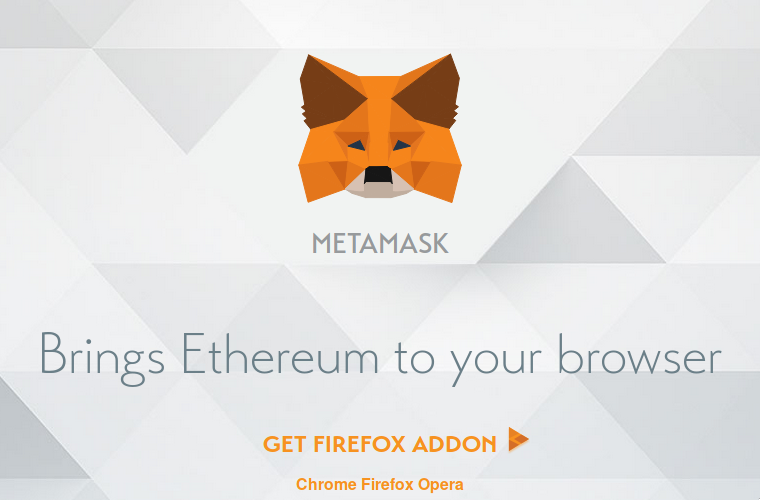 METAMASK
Brings Ethereum to your browser
GET FIREFOX ADDON
Chrome Firefox Opera